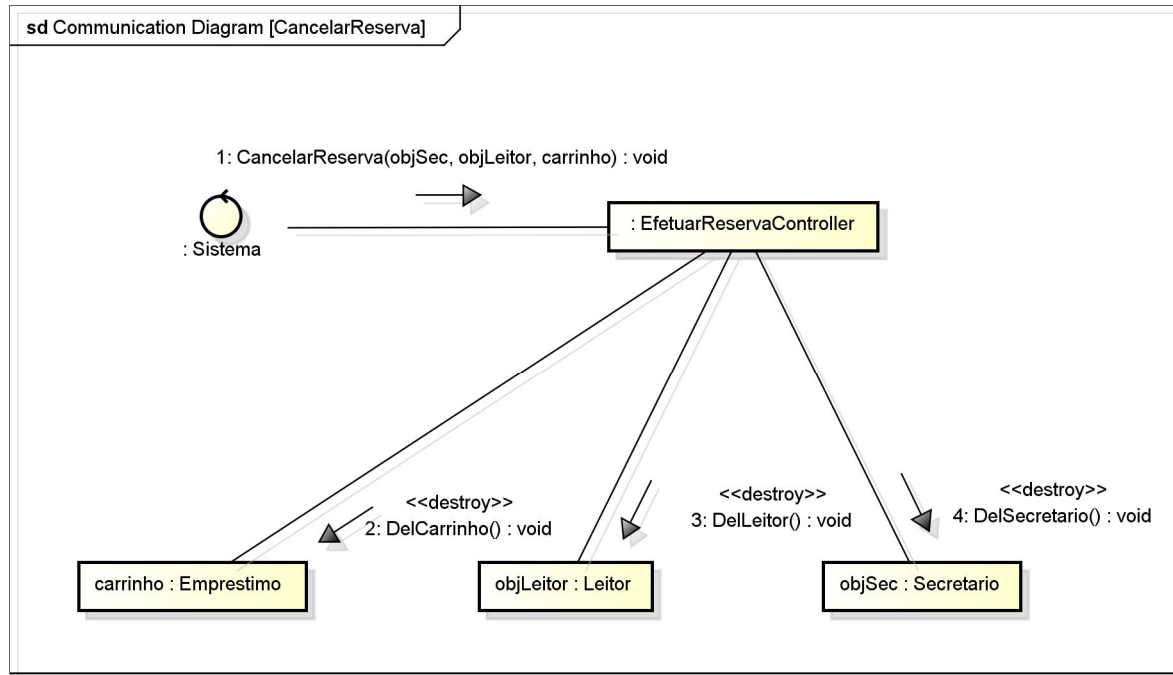 sd Communication Diagram [CancelarReserva]
1: CancelarReserva(objSec, objLeitor, carrinho) : void
: Sistema
: EfetuarReservaController
<<destroy>>
2: DelCarrinho() : void
<<destroy>>
3: DelLeitor() : void
<<destroy>>
4: DelSecretario() : void
carrinho : Emprestimo
objLeitor : Leitor
objSec : Secretario